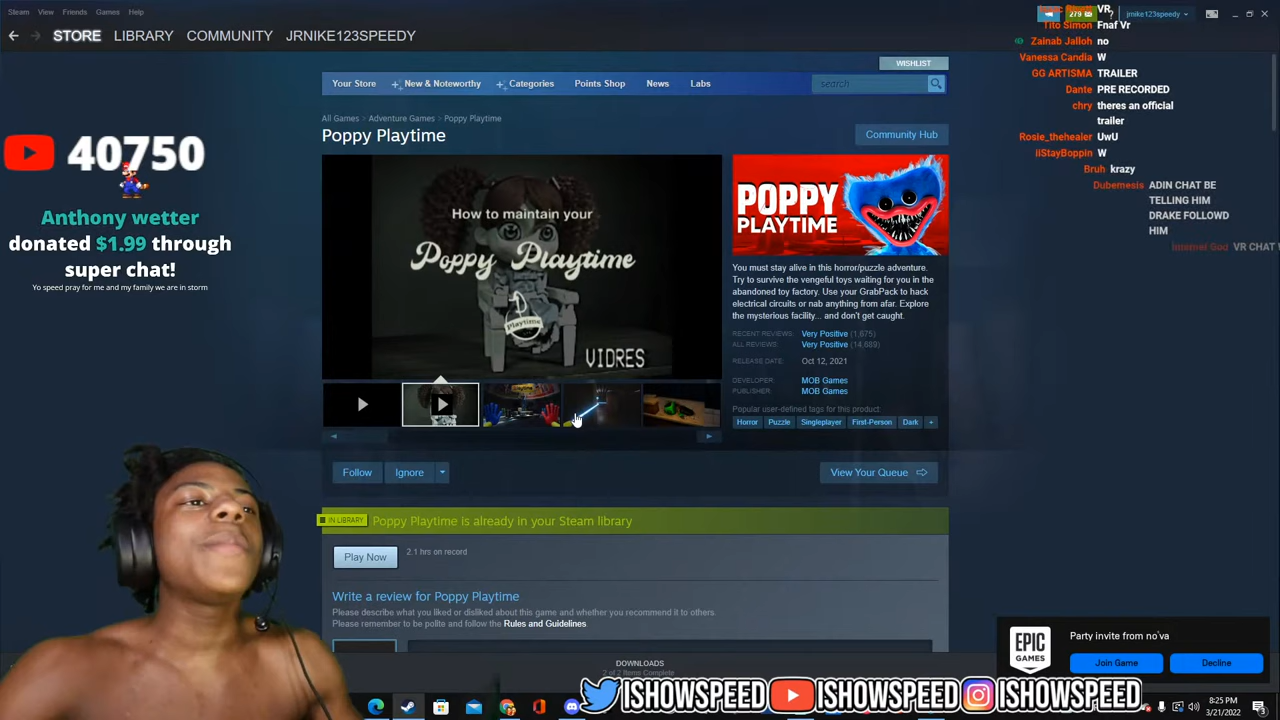 Steam View Friends Games Help
279
jmike123speedy
STORE LIBRARY COMMUNITY JRNIKE123SPEEDY
WISHLIST
Your Store New & Noteworthy Categories Points Shop News Labs search
All Games > Adventure Games > Poppy Playtime
Poppy Playtime
Community Hub
How to maintain your
Poppy Playtime
Playtime
VIDRES
POPPY
PLAYTIME
You must stay alive in this horror/puzzle adventure.
Try to survive the vengeful toys waiting for you in the
abandoned toy factory. Use your GrabPack to hack
electrical circuits or nab anything from afar. Explore
the mysterious facility... and don't get caught.
RECENT REVIEWS: Very Positive (1,675)
ALL REVIEWS: Very Positive (14,689)
RELEASE DATE: Oct 12, 2021
DEVELOPER: MOB Games
PUBLISHER: MOB Games
Popular user-defined tags for this product
Horror Puzzle Singleplayer First-Person Dark +
Follow Ignore
View Your Queue
IN LIBRARY Poppy Playtime is already in your Steam library
Play Now 2.1 hrs on record
Write a review for Poppy Playtime
Please describe what you liked or disliked about this game and whether you recommend it to others.
Please remember to be polite and follow the Rules and Guidelines.
DOWNLOADS
2 of 2 Items Complete
40750
Anthony wetter
donated $1.99 through
super chat!
Yo speed pray for me and my family we are in storm
VR
Tito Simon Fnaf Vr
Zainab Jalloh no
Vanessa Candia W
GG ARTISMA TRAILER
Dante PRE RECORDED
chry theres an official
trailer
Rosie_thehealer UwU
iiStayBoppin W
Bruh krazy
Dubemesis ADIN CHAT BE
TELLING HIM
DRAKE FOLLOWD
HIM
VR CHAT
EPIC
GAMES
Party invite from no'va
Join Game Decline
ISHOWSPEED ISHOWSPEED ISHOWSPEED
8:25 PM
3/21/2022